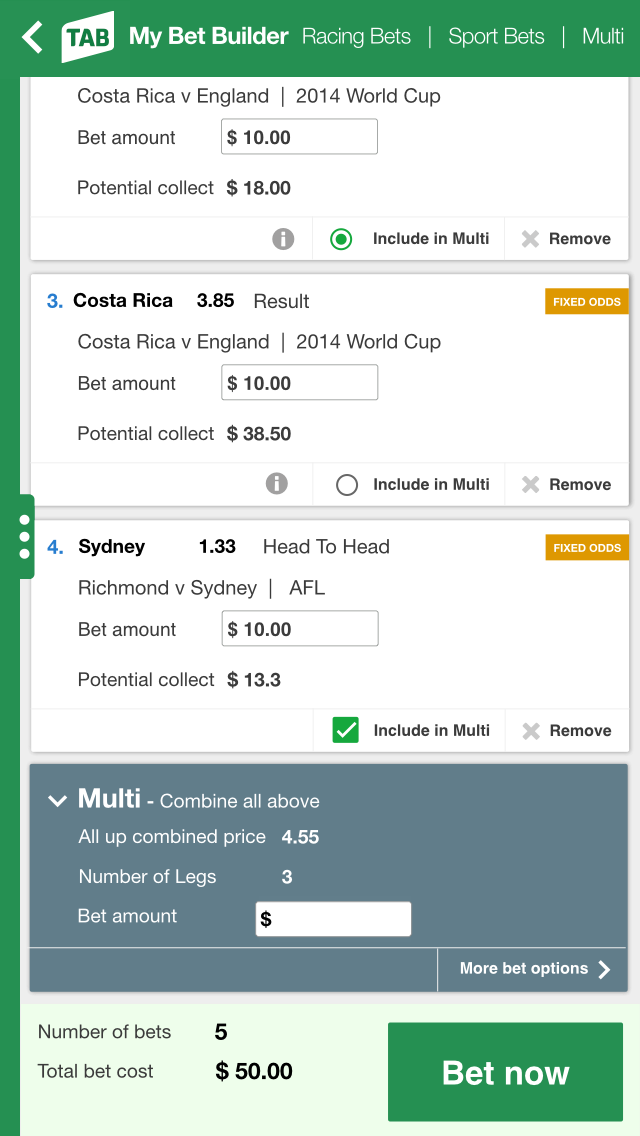 TAB My Bet Builder Racing Bets | Sport Bets | Multi
Costa Rica v England | 2014 World Cup
Bet amount $ 10.00
Potential collect $ 18.00
Include in Multi Remove
3. Costa Rica 3.85 Result FIXED ODDS
Costa Rica v England | 2014 World Cup
Bet amount $ 10.00
Potential collect $ 38.50
Include in Multi Remove
4. Sydney 1.33 Head To Head FIXED ODDS
Richmond v Sydney | AFL
Bet amount $ 10.00
Potential collect $ 13.3
Include in Multi Remove
Multi - Combine all above
All up combined price 4.55
Number of Legs 3
Bet amount $
More bet options
Number of bets 5
Total bet cost $ 50.00
Bet now